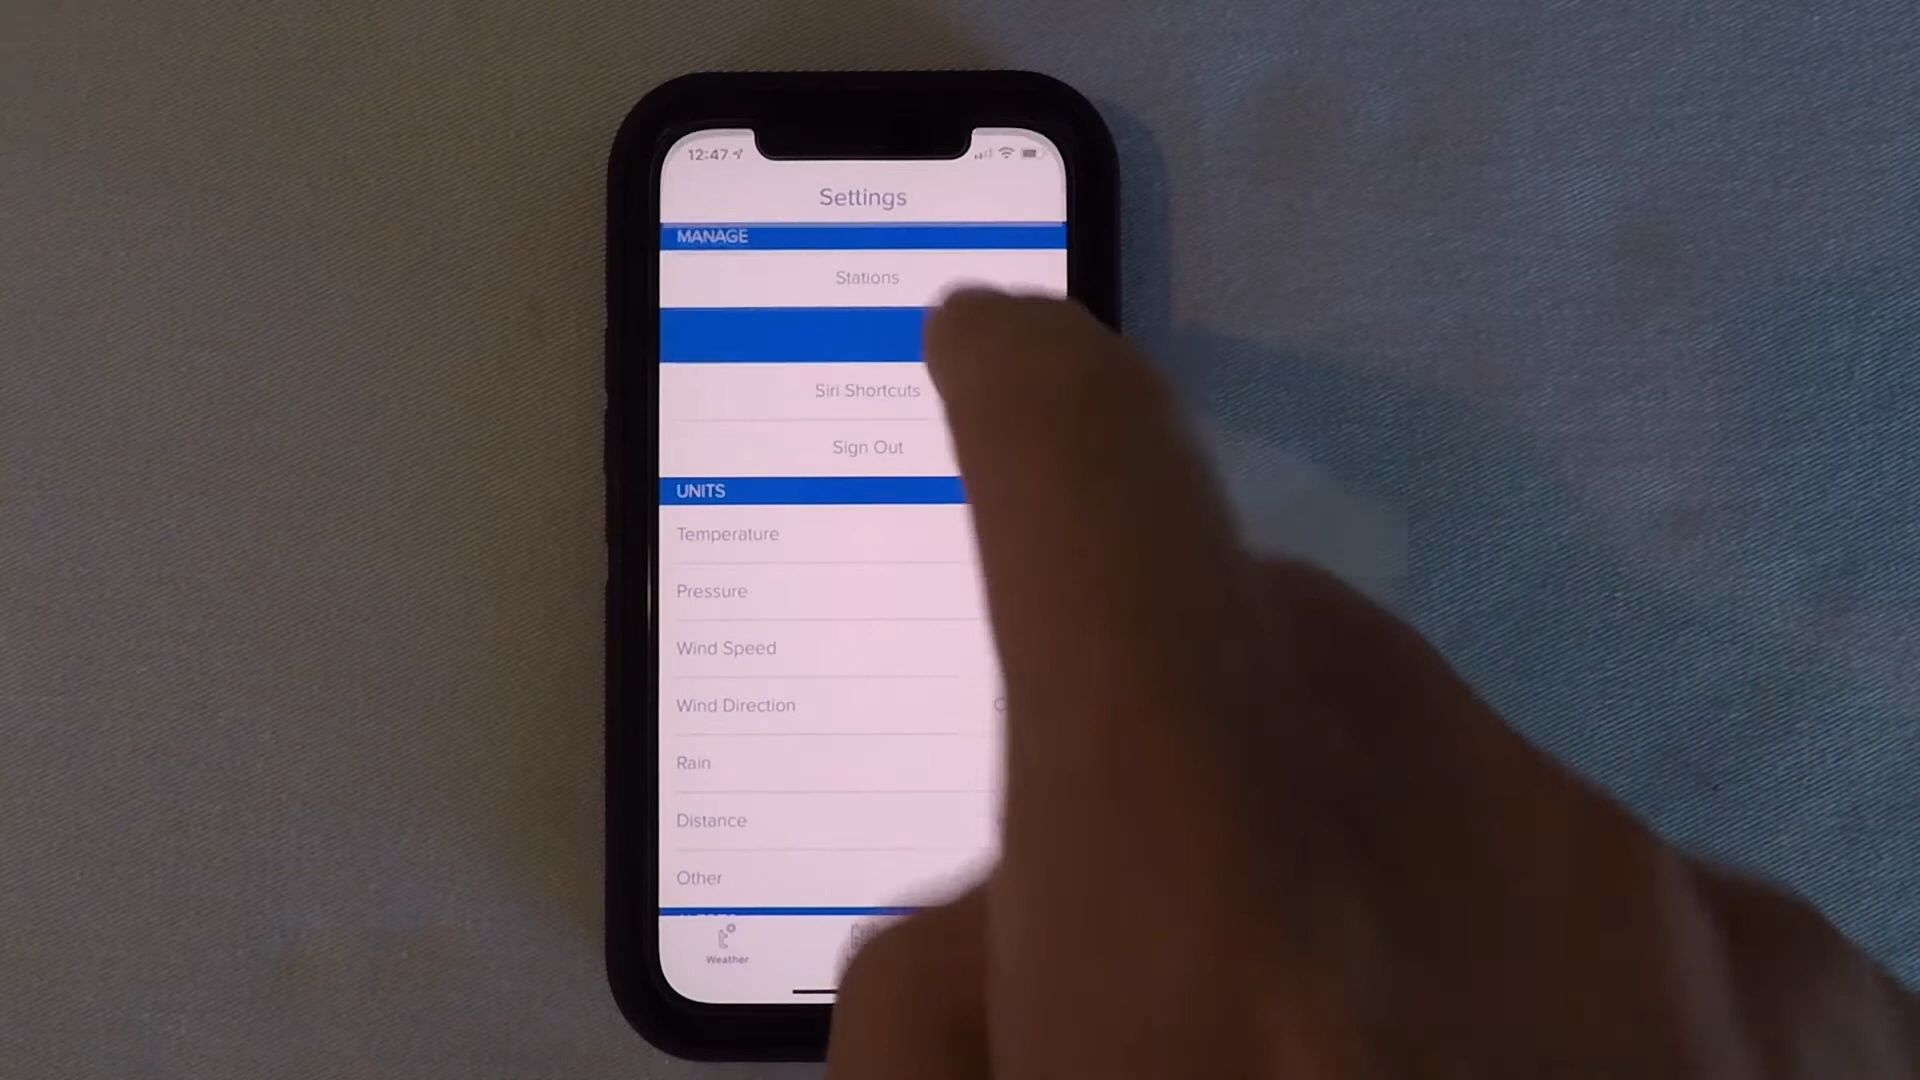 12:47
Settings
MANAGE
Stations
Siri Shortcuts
Sign Out
UNITS
Temperature
Pressure
Wind Speed
Wind Direction
Rain
Distance
Other
Weather